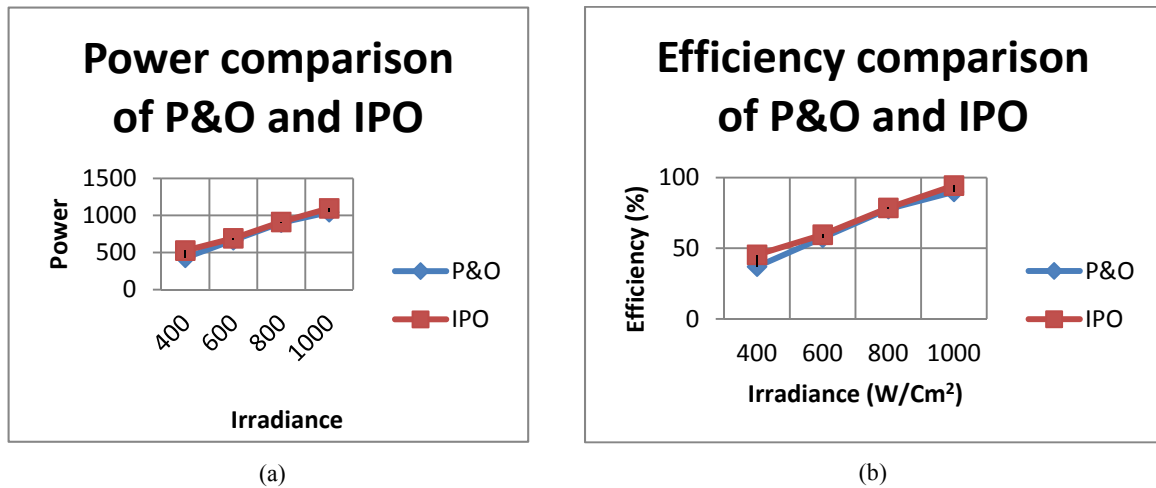 Power comparison
of P&O and IPO
1500
1000
500
0
Power
400
600
800
1000
Irradiance
P&O
IPO
(a)
Efficiency comparison
of P&O and IPO
100
50
0
Efficiency (%)
400 600 800 1000
Irradiance (W/Cm²)
P&O
IPO
(b)